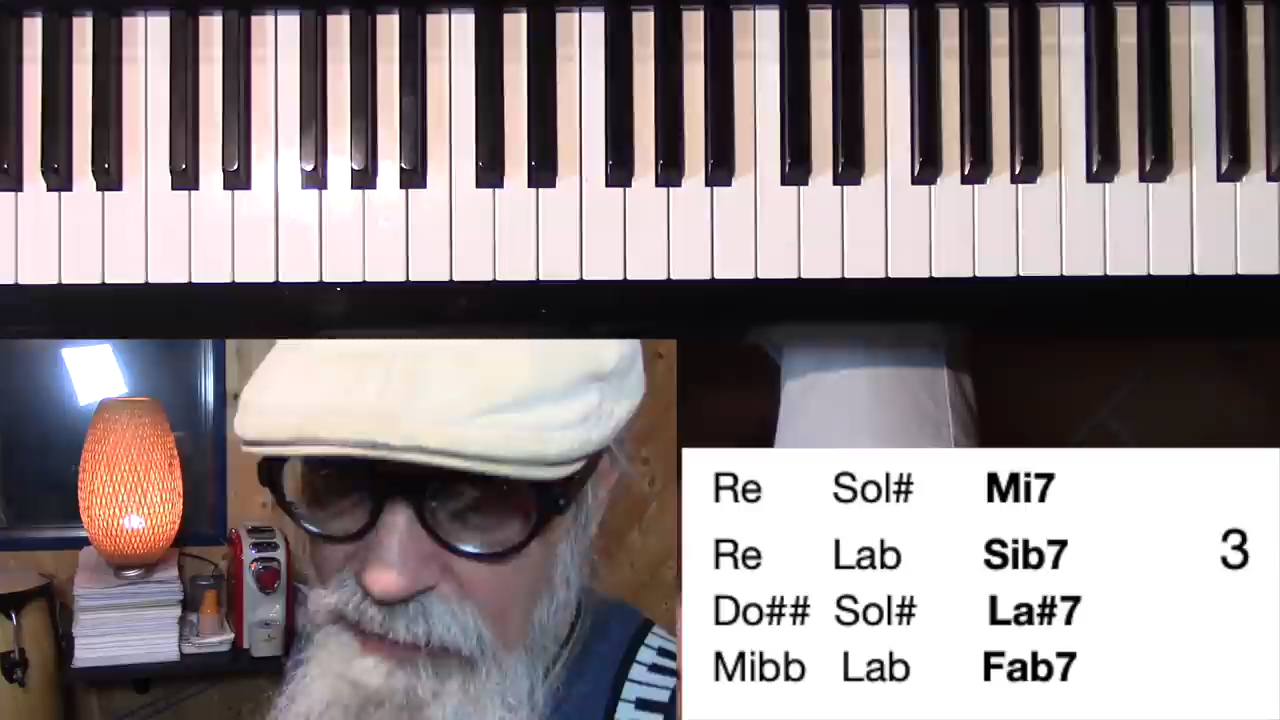 Re Sol# Mi7
Re Lab Sib7 3
Do## Sol# La#7
Mibb Lab Fab7